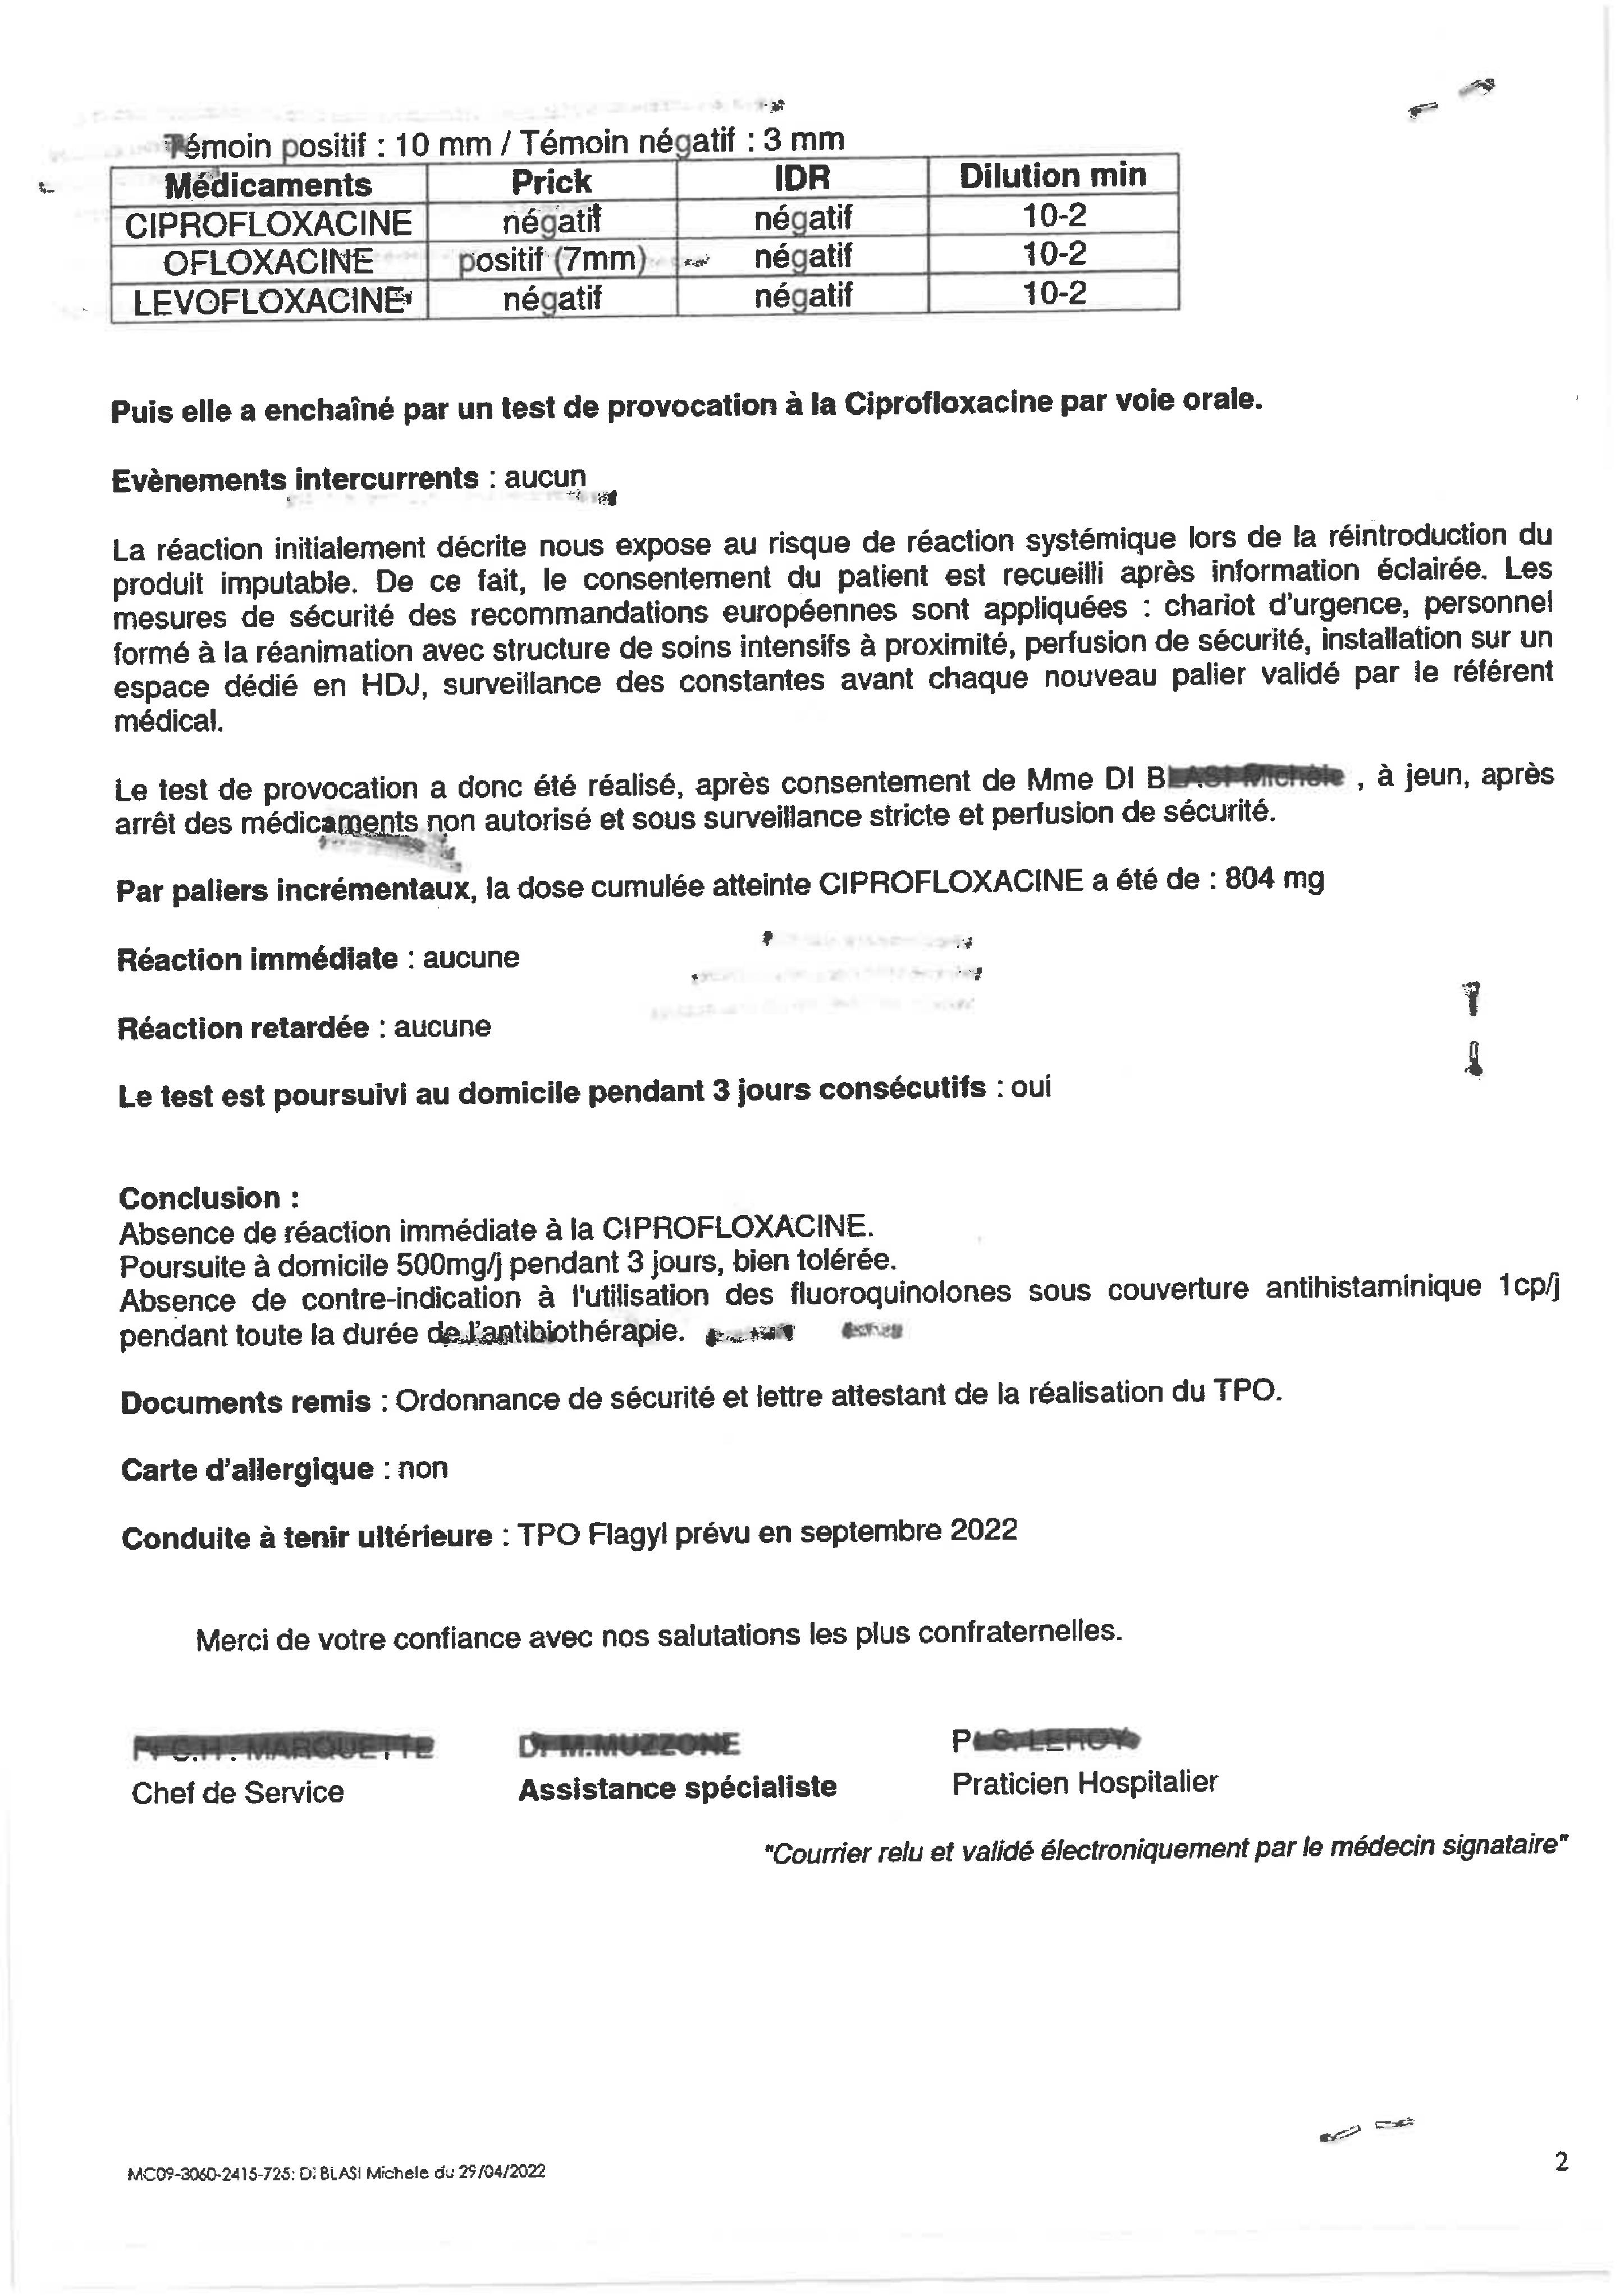 Témoin positif : 10 mm / Témoin négatif : 3 mm
Médicaments Prick IDR Dilution min
CIPROFLOXACINE négatif négatif 10-2
OFLOXACINE positif (7mm) négatif 10-2
LEVOFLOXACINE négatif négatif 10-2
Puis elle a enchaîné par un test de provocation à la Ciprofloxacine par voie orale.
Evènements intercurrents : aucun
La réaction initialement décrite nous expose au risque de réaction systémique lors de la réintroduction du
produit imputable. De ce fait, le consentement du patient est recueilli après information éclairée. Les
mesures de sécurité des recommandations européennes sont appliquées : chariot d'urgence, personnel
formé à la réanimation avec structure de soins intensifs à proximité, perfusion de sécurité, installation sur un
espace dédié en HDJ, surveillance des constantes avant chaque nouveau palier validé par le référent
médical.
Le test de provocation a donc été réalisé, après consentement de Mme DI B , à jeun, après
arrêt des médicaments non autorisé et sous surveillance stricte et perfusion de sécurité.
Par paliers incrémentaux, la dose cumulée atteinte CIPROFLOXACINE a été de : 804 mg
Réaction immédiate : aucune
Réaction retardée : aucune
Le test est poursuivi au domicile pendant 3 jours consécutifs : oui
Conclusion :
Absence de réaction immédiate à la CIPROFLOXACINE.
Poursuite à domicile 500mg/j pendant 3 jours, bien tolérée.
Absence de contre-indication à l'utilisation des fluoroquinolones sous couverture antihistaminique 1cp/j
pendant toute la durée de l'antibiothérapie.
Documents remis : Ordonnance de sécurité et lettre attestant de la réalisation du TPO.
Carte d'allergique : non
Conduite à tenir ultérieure : TPO Flagyl prévu en septembre 2022
Merci de votre confiance avec nos salutations les plus confraternelles.
Chef de Service Assistance spécialiste Praticien Hospitalier
"Courrier relu et validé électroniquement par le médecin signataire"
MC09-3060-2415-725: DI BLASI Michele du 29/04/2022
2